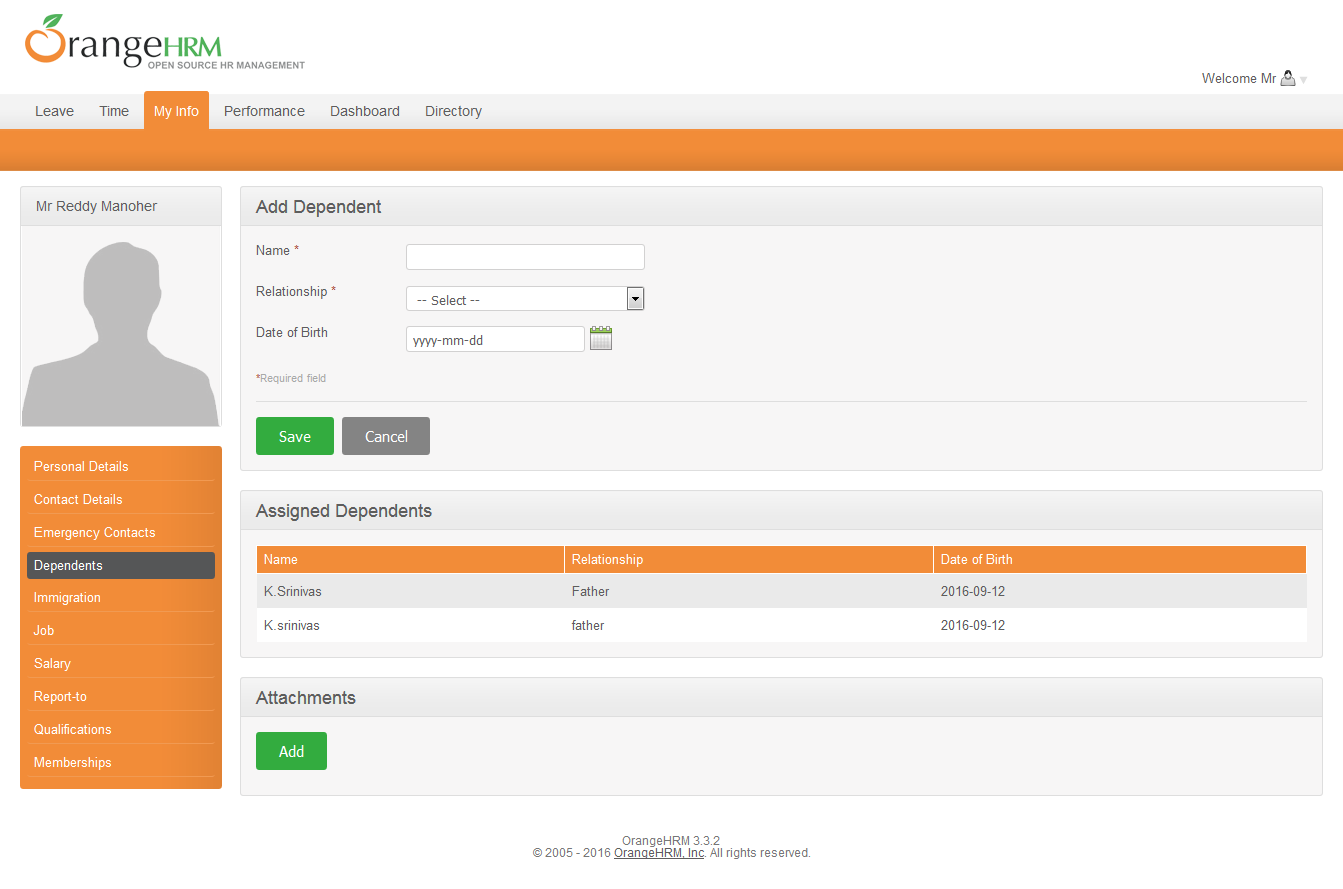 OrangeHRM
OPEN SOURCE HR MANAGEMENT
Welcome Mr
Leave Time My Info Performance Dashboard Directory
Mr Reddy Manoher
Add Dependent
Name *
Relationship * -- Select --
Date of Birth yyyy-mm-dd
*Required field
Save Cancel
Personal Details
Contact Details
Emergency Contacts
Dependents
Immigration
Job
Salary
Report-to
Qualifications
Memberships
Assigned Dependents
Name Relationship Date of Birth
K.Srinivas Father 2016-09-12
K.srinivas father 2016-09-12
Attachments
Add
OrangeHRM 3.3.2
© 2005 - 2016 OrangeHRM, Inc. All rights reserved.